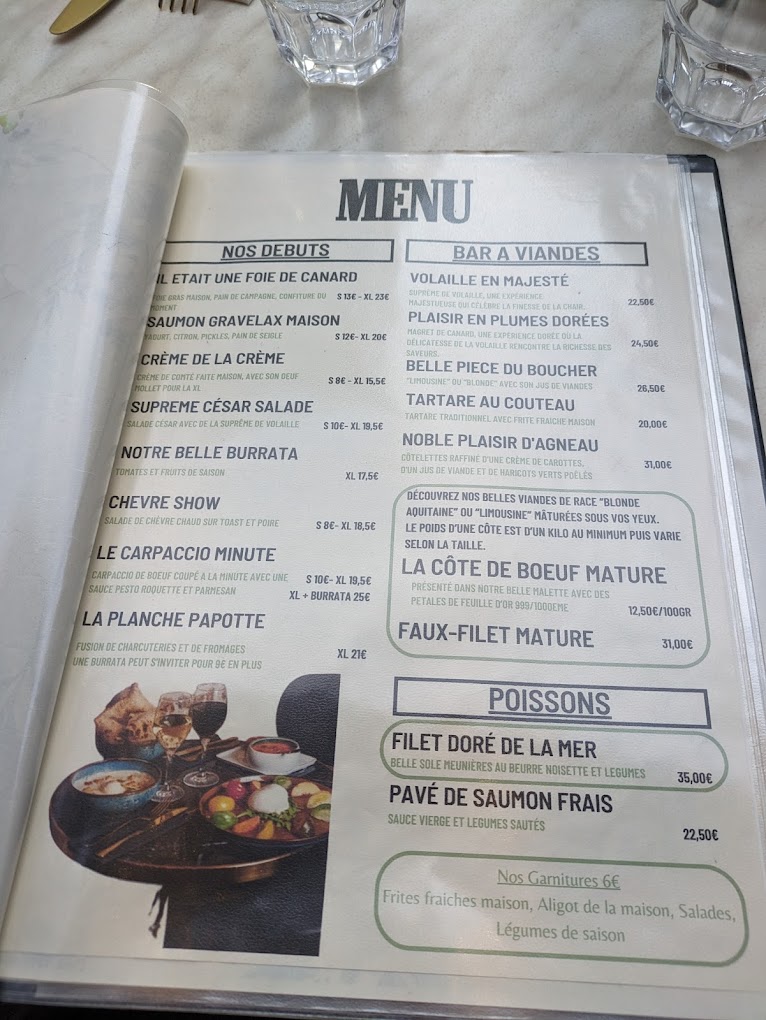 MENU
NOS DEBUTS
IL ETAIT UNE FOIE DE CANARD
FOIE GRAS MAISON, PAIN DE CAMPAGNE, CONFITURE DU
MOMENT
S 13€ - XL 23€
SAUMON GRAVELAX MAISON
YAOURT, CITRON, PICKLES, PAIN DE SEIGLE
S 12€- XL 20€
CRÈME DE LA CRÈME
CRÈME DE COMTÉ FAITE MAISON, AVEC SON OEUF
MOLLET POUR LA XL
S 8€ - XL 15,5€
SUPREME CÉSAR SALADE
SALADE CÉSAR AVEC DE LA SUPRÊME DE VOLAILLE
S 10€- XL 19,5€
NOTRE BELLE BURRATA
TOMATES ET FRUITS DE SAISON
XL 17,5€
CHEVRE SHOW
SALADE DE CHÈVRE CHAUD SUR TOAST ET POIRE
S 8€- XL 18,5€
LE CARPACCIO MINUTE
CARPACCIO DE BOEUF COUPÉ A LA MINUTE AVEC UNE
SAUCE PESTO ROQUETTE ET PARMESAN
S 10€- XL 19,5€
XL + BURRATA 25€
LA PLANCHE PAPOTTE
FUSION DE CHARCUTERIES ET DE FROMAGES
UNE BURRATA PEUT S'INVITER POUR 9€ EN PLUS
XL 21€
BAR A VIANDES
VOLAILLE EN MAJESTÉ
SUPRÊME DE VOLAILLE, UNE EXPÉRIENCE
MAJESTUEUSE QUI CÉLÈBRE LA FINESSE DE LA CHAIR.
22,50€
PLAISIR EN PLUMES DORÉES
MAGRET DE CANARD, UNE EXPÉRIENCE DORÉE OU LA
DÉLICATESSE DE LA VOLAILLE RENCONTRE LA RICHESSE DES
SAVEURS.
24,50€
BELLE PIECE DU BOUCHER
"LIMOUSINE" OU "BLONDE" AVEC SON JUS DE VIANDES
26,50€
TARTARE AU COUTEAU
TARTARE TRADITIONNEL AVEC FRITE FRAICHE MAISON
20,00€
NOBLE PLAISIR D'AGNEAU
CÔTELETTES RAFFINÉ D'UNE CRÈME DE CAROTTES,
D'UN JUS DE VIANDE ET DE HARICOTS VERTS POÊLÉS
31,00€
DÉCOUVREZ NOS BELLES VIANDES DE RACE "BLONDE
AQUITAINE" OU "LIMOUSINE" MÂTURÉES SOUS VOS YEUX.
LE POIDS D'UNE CÔTE EST D'UN KILO AU MINIMUM PUIS VARIE
SELON LA TAILLE.
LA CÔTE DE BOEUF MATURE
PRÉSENTÉ DANS NOTRE BELLE MALETTE AVEC DES
PETALES DE FEUILLE D'OR 999/1000EME
12,50€/100GR
FAUX-FILET MATURE
31,00€
POISSONS
FILET DORÉ DE LA MER
BELLE SOLE MEUNIÈRES AU BEURRE NOISETTE ET LEGUMES
35,00€
PAVÉ DE SAUMON FRAIS
SAUCE VIERGE ET LEGUMES SAUTÉS
22,50€
Nos Garnitures 6€
Frites fraiches maison, Aligot de la maison, Salades,
Légumes de saison